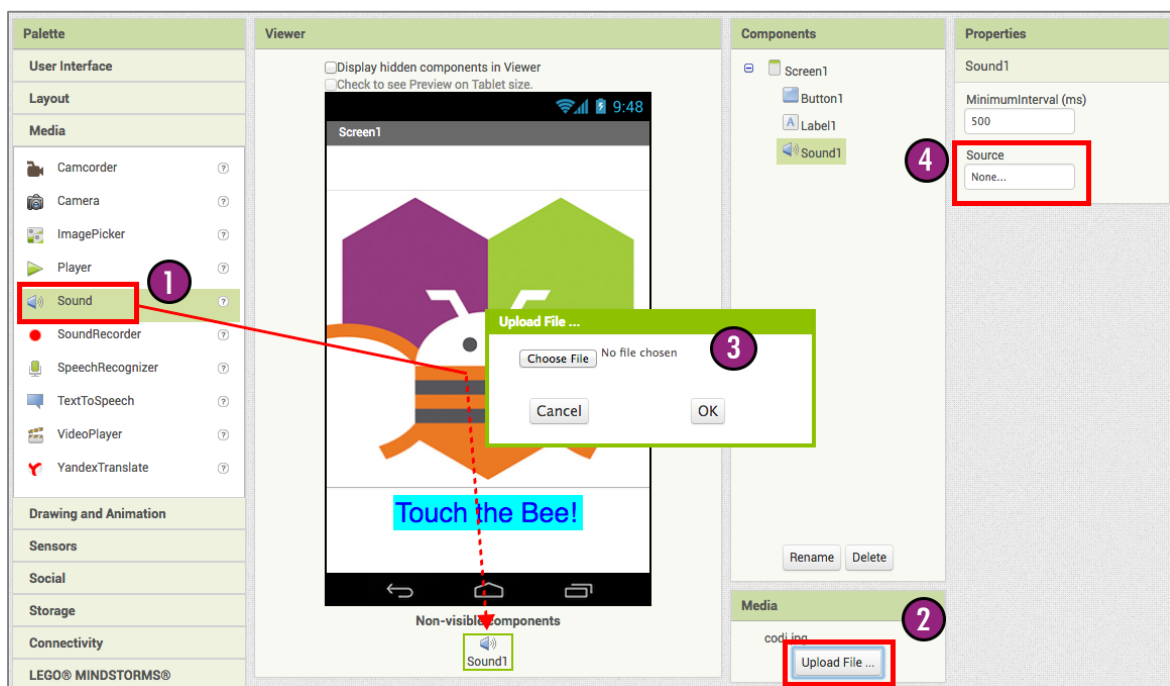 Palette
User Interface
Layout
Media
Camcorder ?
Camera ?
ImagePicker ?
Player ?
Sound ?
SoundRecorder ?
SpeechRecognizer ?
TextToSpeech ?
VideoPlayer ?
YandexTranslate ?
Drawing and Animation
Sensors
Social
Storage
Connectivity
LEGO® MINDSTORMS®
1
Viewer
Display hidden components in Viewer
Check to see Preview on Tablet size.
9:48
Screen1
Upload File ...
Choose File No file chosen
3
Cancel OK
Touch the Bee!
Non-visible components
Sound1
Components
Screen1
Button1
A Label1
Sound1
Rename Delete
Media
2
codi.jpg
Upload File ...
Properties
Sound1
MinimumInterval (ms)
500
4
Source
None...